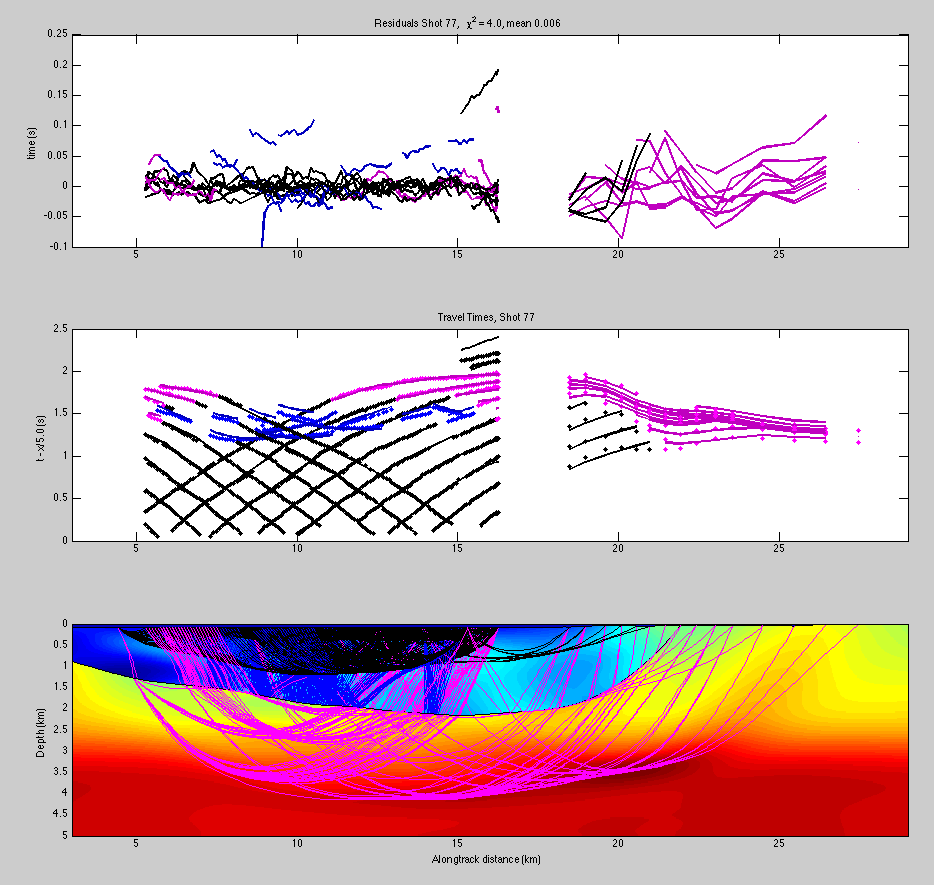 Residuals Shot 77, χ² = 4.0, mean 0.006
0.25
0.2
0.15
0.1
0.05
0
-0.05
-0.1
time (s)
5 10 15 20 25
Travel Times, Shot 77
2.5
2
1.5
1
0.5
0
t - x/5.0 (s)
5 10 15 20 25
0
0.5
1
1.5
2
2.5
3
3.5
4
4.5
5
Depth (km)
5 10 15 20 25
Alongtrack distance (km)